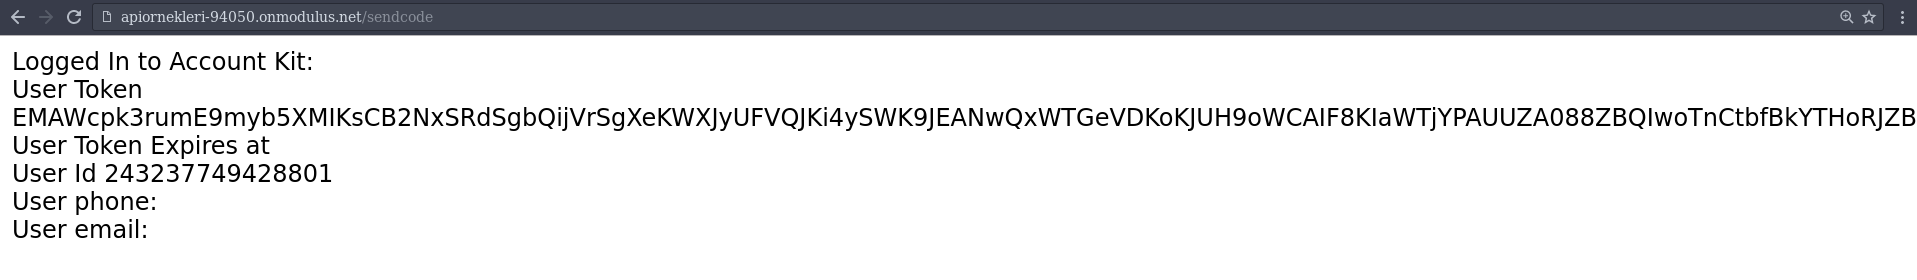 apiornekleri-94050.onmodulus.net/sendcode
Logged In to Account Kit:
User Token
EMAWcpk3rumE9myb5XMIKsCB2NxSRdSgbQijVrSgXeKWXJyUFVQJKi4ySWK9JEANwQxWTGeVDKoKJUH9oWCAIF8KIaWTjYPAUUZA088ZBQIwoTnCtbfBkYTHoRJZB
User Token Expires at
User Id 243237749428801
User phone:
User email: